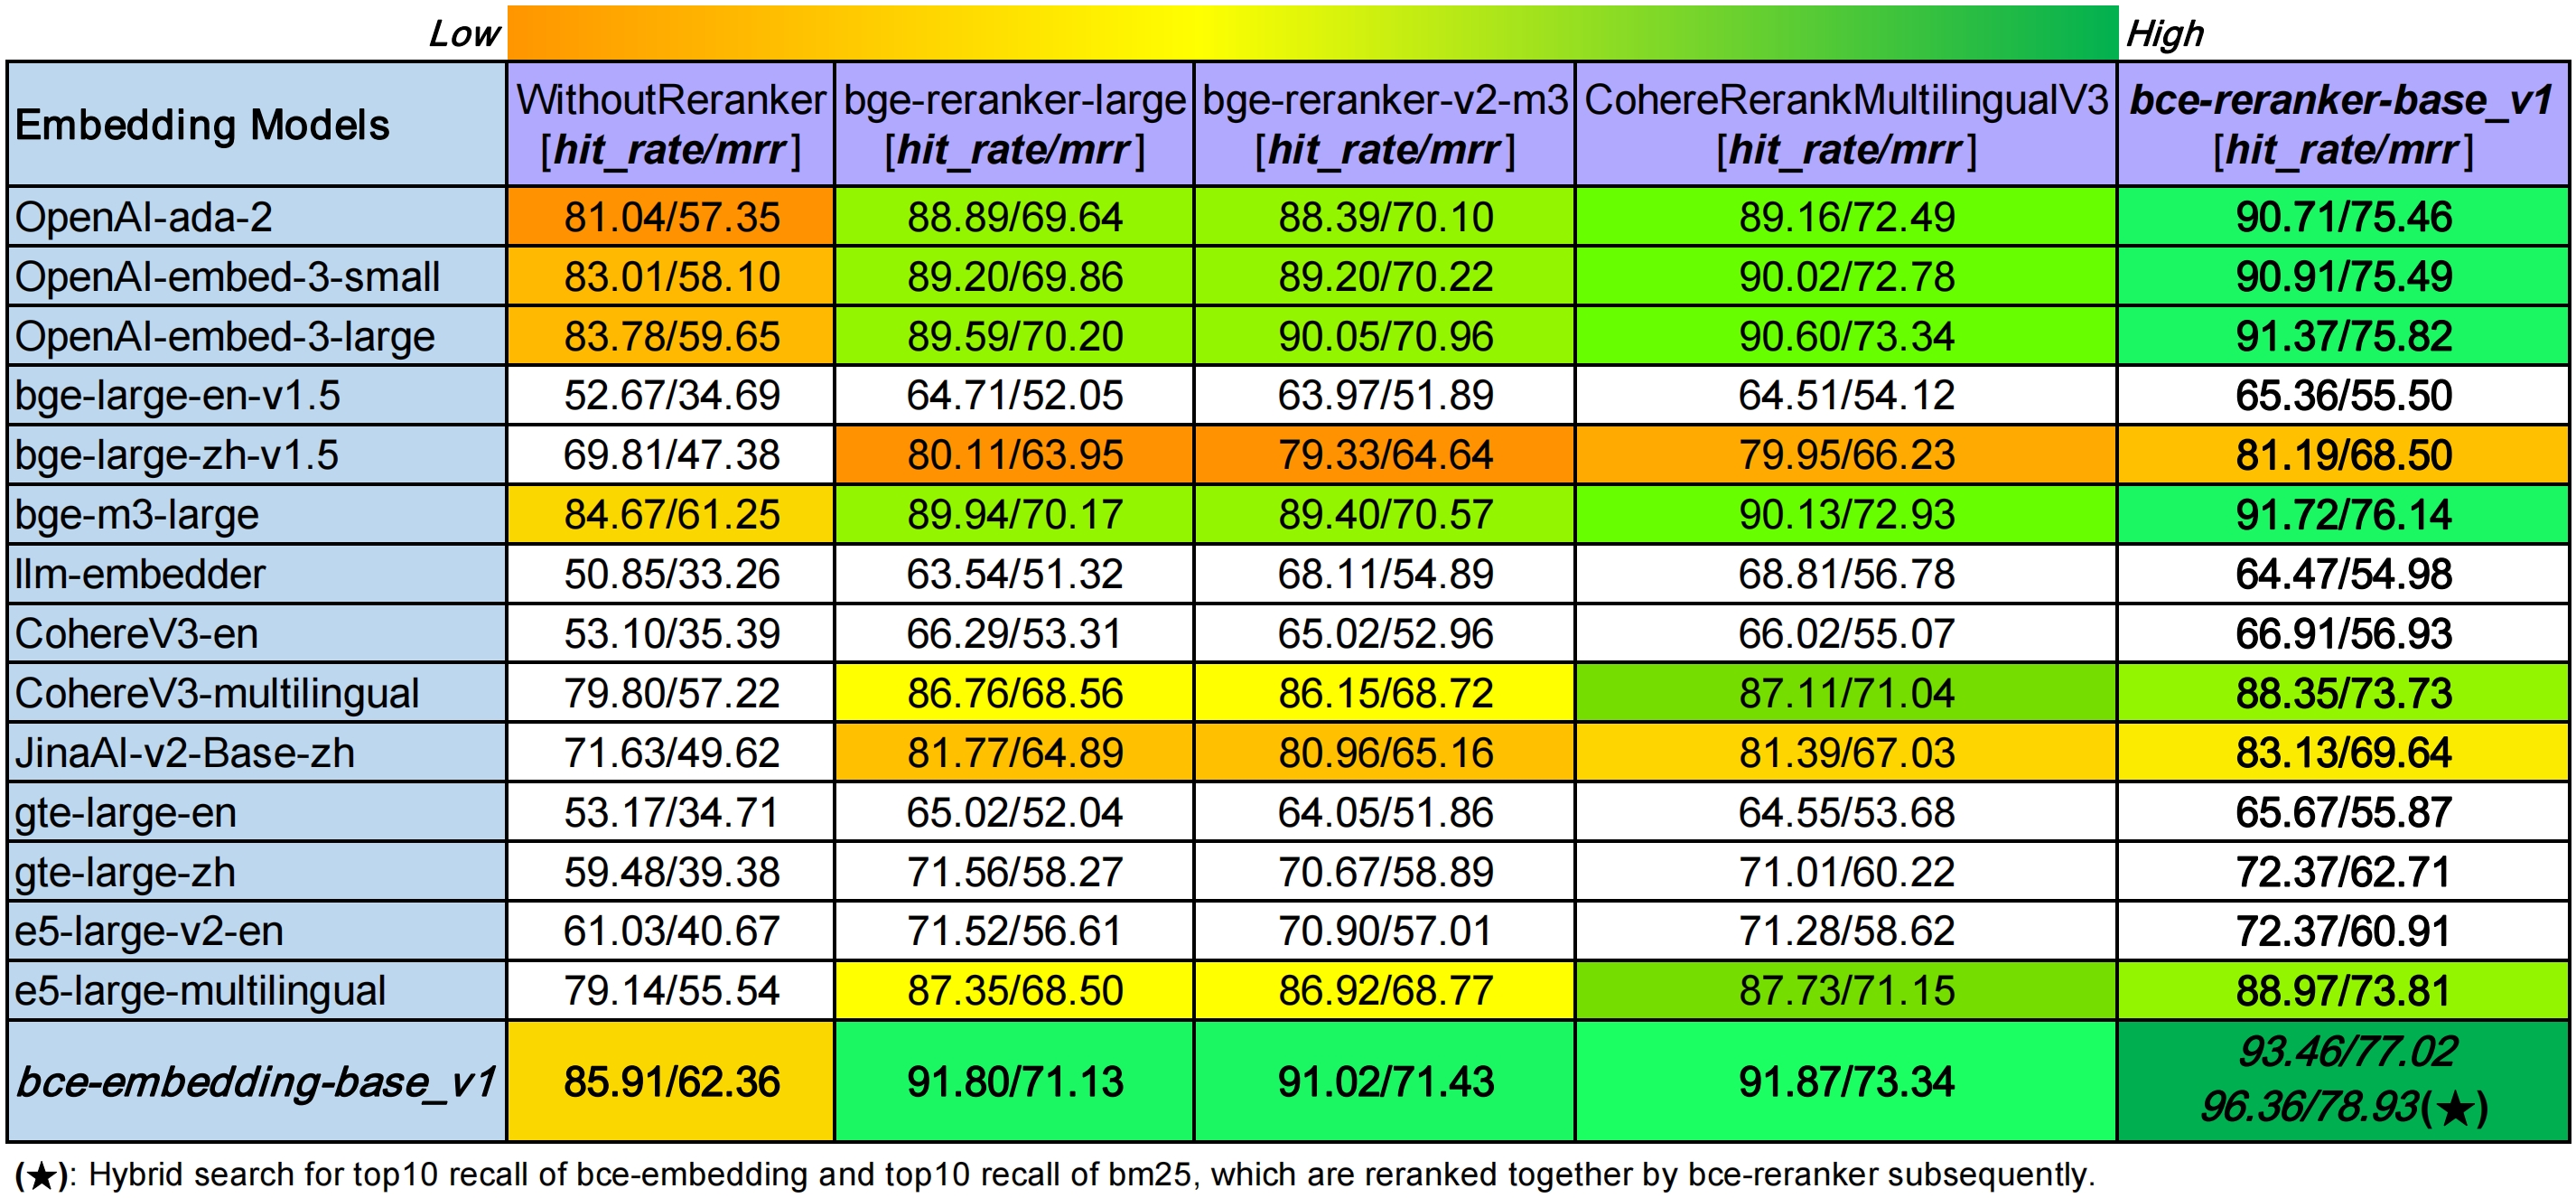 Low High
Embedding Models WithoutReranker [hit_rate/mrr] bge-reranker-large [hit_rate/mrr] bge-reranker-v2-m3 [hit_rate/mrr] CohereRerankMultilingualV3 [hit_rate/mrr] bce-reranker-base_v1 [hit_rate/mrr]
OpenAI-ada-2 81.04/57.35 88.89/69.64 88.39/70.10 89.16/72.49 90.71/75.46
OpenAI-embed-3-small 83.01/58.10 89.20/69.86 89.20/70.22 90.02/72.78 90.91/75.49
OpenAI-embed-3-large 83.78/59.65 89.59/70.20 90.05/70.96 90.60/73.34 91.37/75.82
bge-large-en-v1.5 52.67/34.69 64.71/52.05 63.97/51.89 64.51/54.12 65.36/55.50
bge-large-zh-v1.5 69.81/47.38 80.11/63.95 79.33/64.64 79.95/66.23 81.19/68.50
bge-m3-large 84.67/61.25 89.94/70.17 89.40/70.57 90.13/72.93 91.72/76.14
llm-embedder 50.85/33.26 63.54/51.32 68.11/54.89 68.81/56.78 64.47/54.98
CohereV3-en 53.10/35.39 66.29/53.31 65.02/52.96 66.02/55.07 66.91/56.93
CohereV3-multilingual 79.80/57.22 86.76/68.56 86.15/68.72 87.11/71.04 88.35/73.73
JinaAI-v2-Base-zh 71.63/49.62 81.77/64.89 80.96/65.16 81.39/67.03 83.13/69.64
gte-large-en 53.17/34.71 65.02/52.04 64.05/51.86 64.55/53.68 65.67/55.87
gte-large-zh 59.48/39.38 71.56/58.27 70.67/58.89 71.01/60.22 72.37/62.71
e5-large-v2-en 61.03/40.67 71.52/56.61 70.90/57.01 71.28/58.62 72.37/60.91
e5-large-multilingual 79.14/55.54 87.35/68.50 86.92/68.77 87.73/71.15 88.97/73.81
bce-embedding-base_v1 85.91/62.36 91.80/71.13 91.02/71.43 91.87/73.34 93.46/77.02
96.36/78.93(★)
(★): Hybrid search for top10 recall of bce-embedding and top10 recall of bm25, which are reranked together by bce-reranker subsequently.